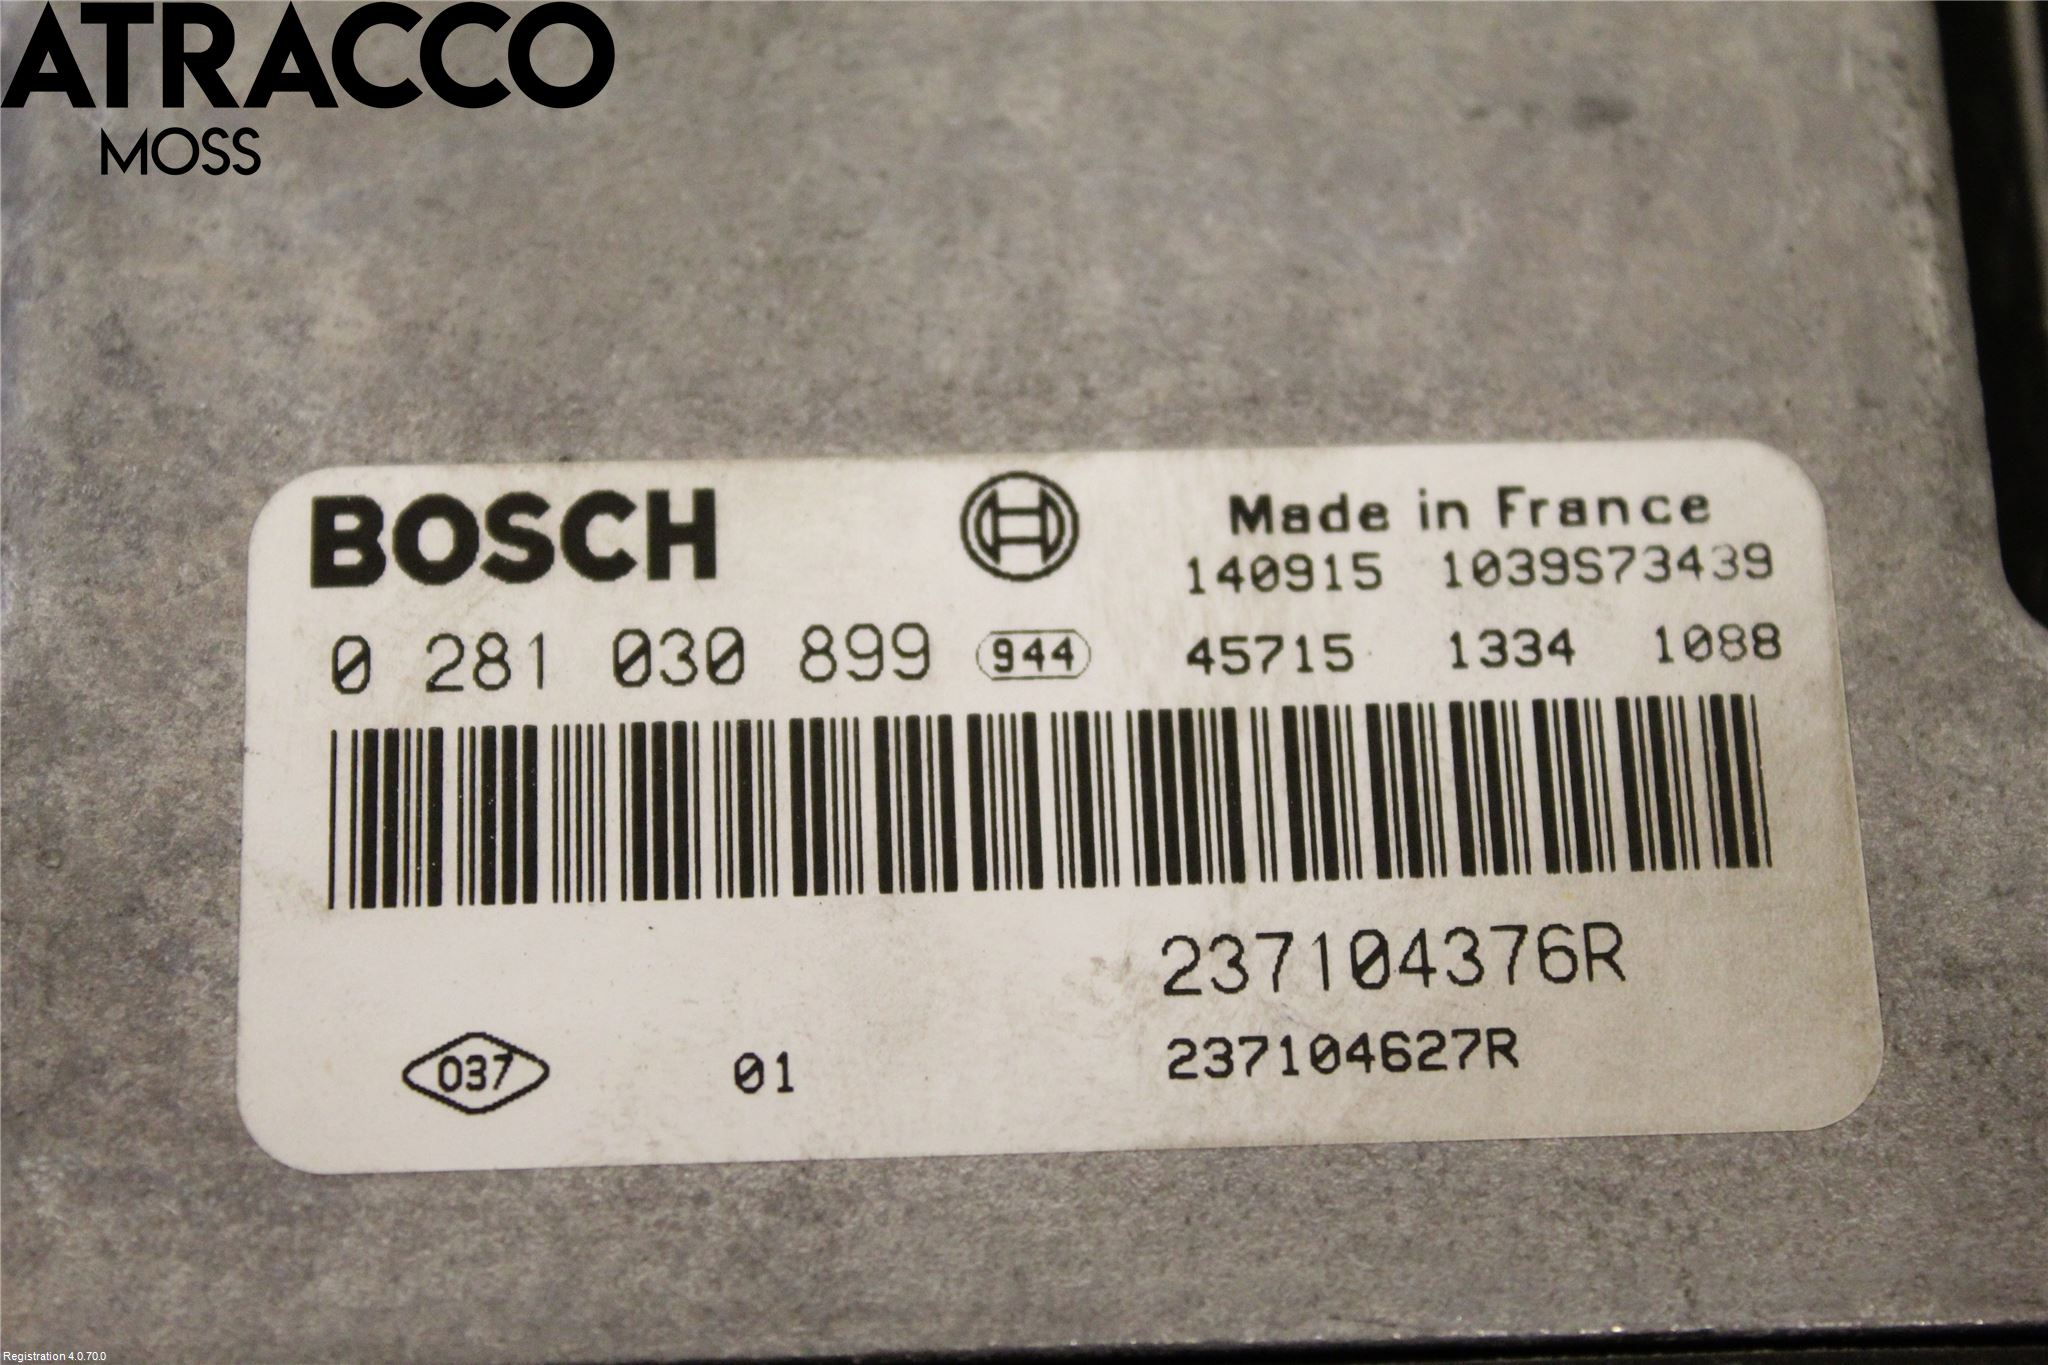 ATRACCO
MOSS
BOSCH
Made in France
140915 1039S73439
0 281 030 899 944 45715 1334 1088
237104376R
037 01 237104627R
Registration 4.0.70.0